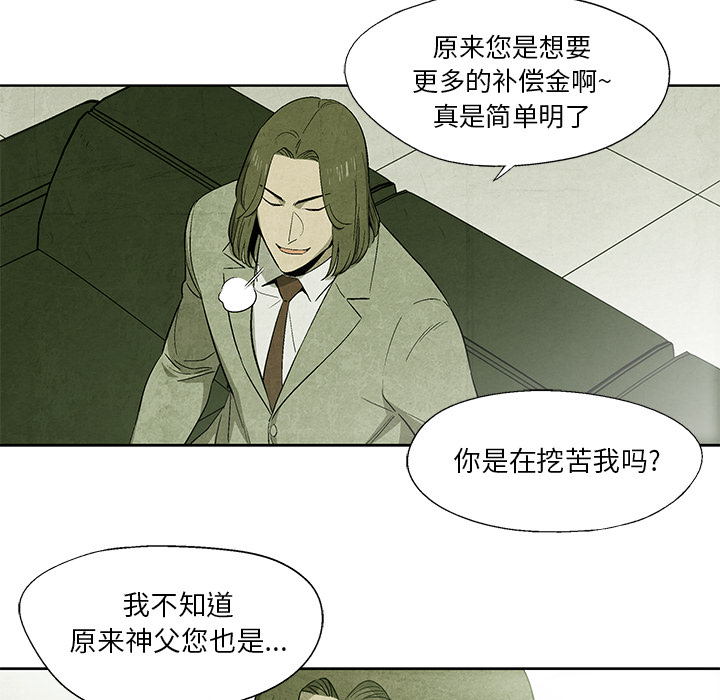 原来您是想要
更多的补偿金啊~
真是简单明了
你是在挖苦我吗?
我不知道
原来神父您也是...